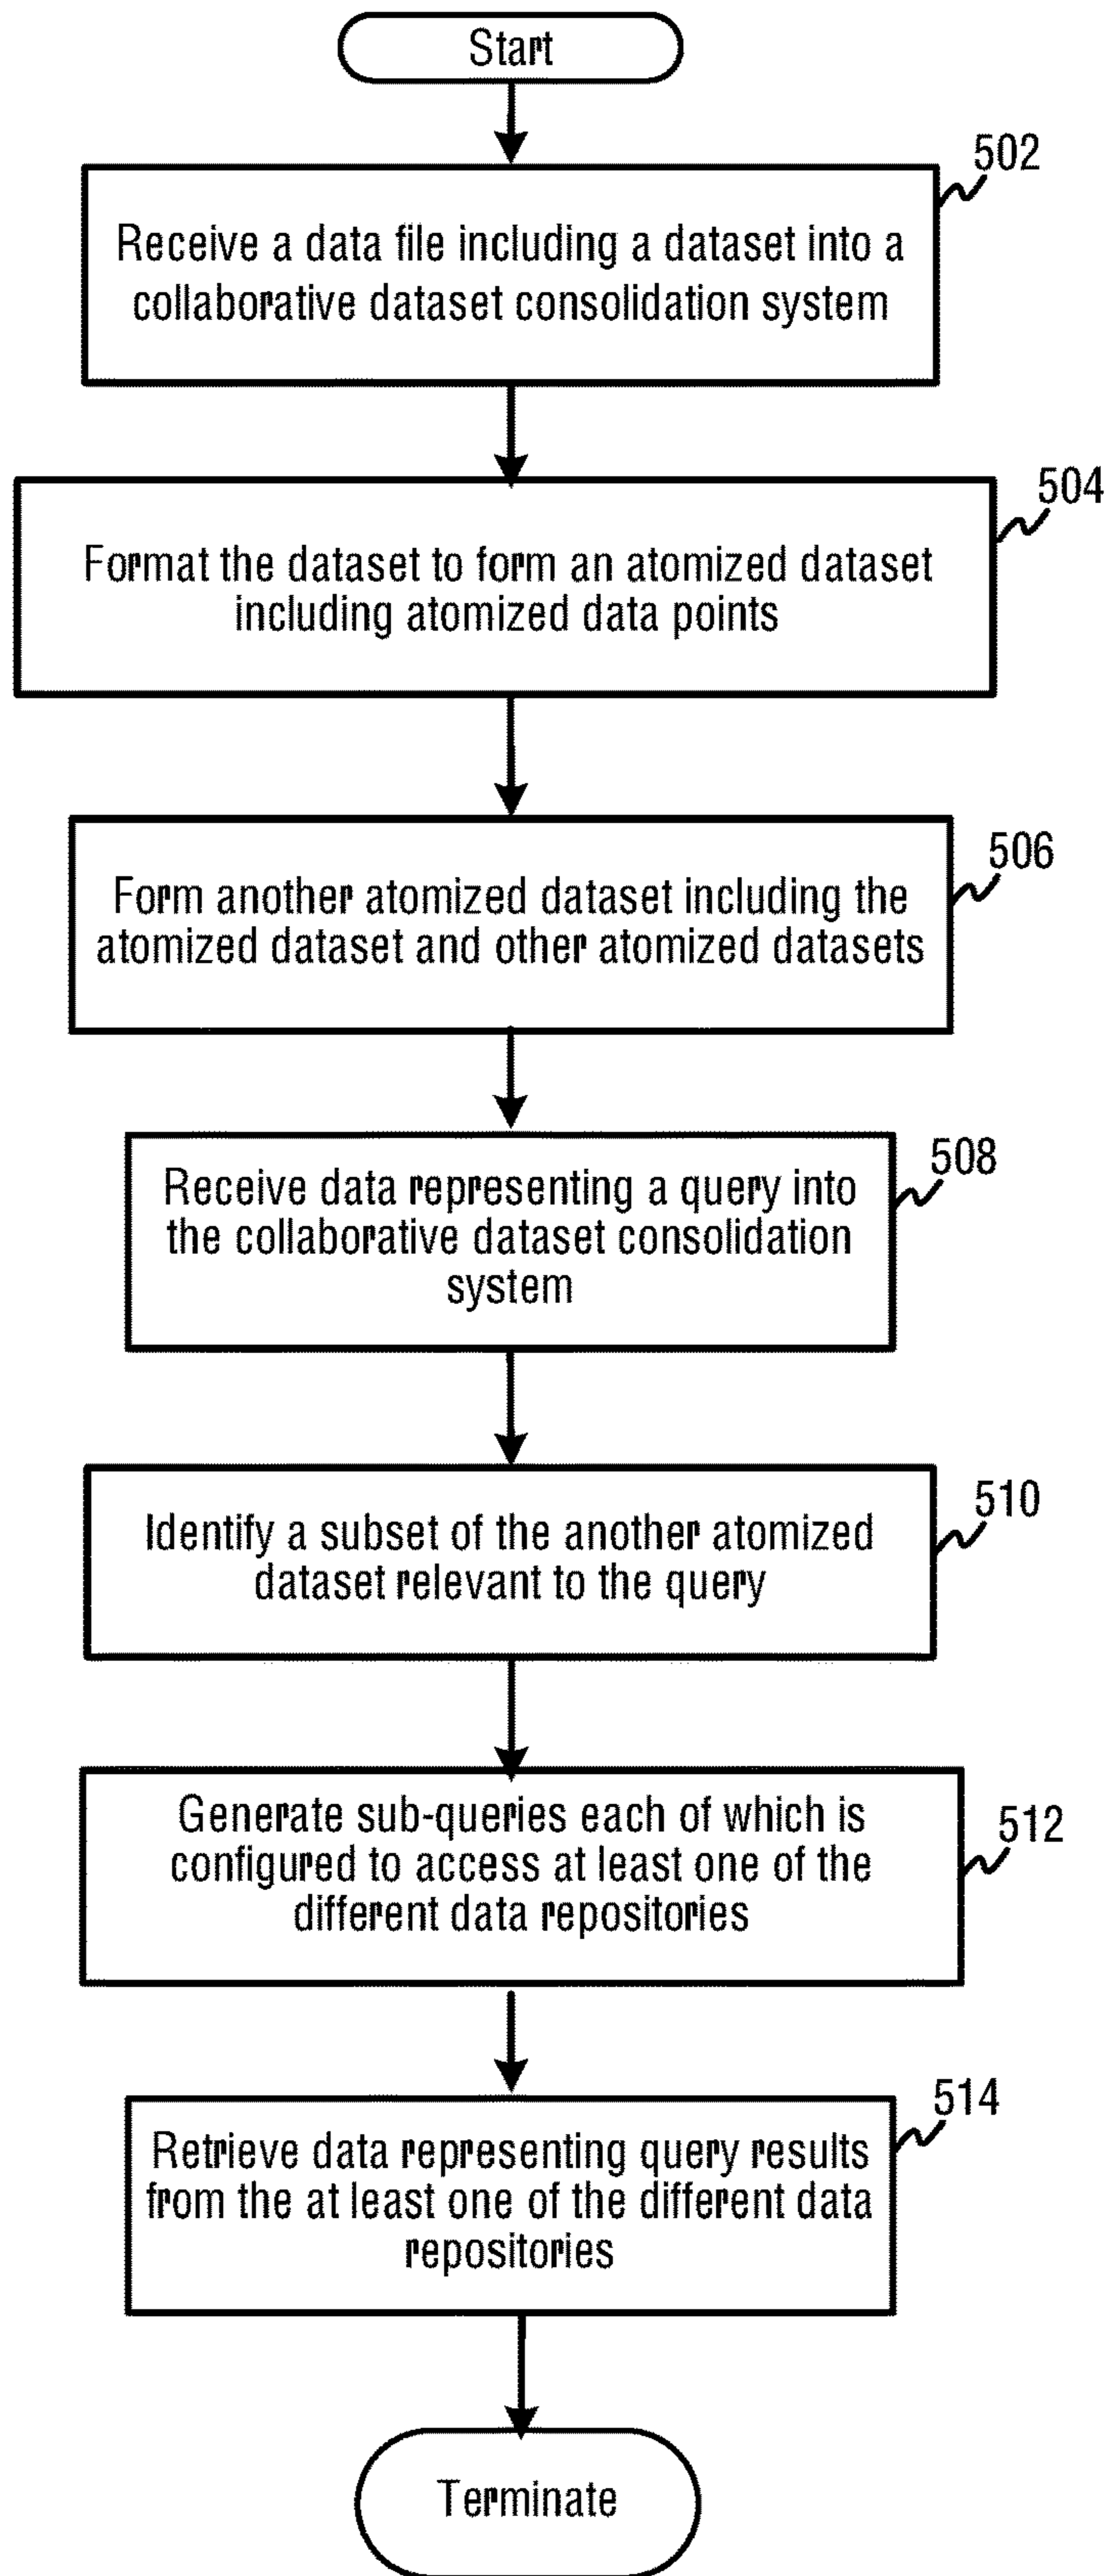 Start
502
Receive a data file including a dataset into a
collaborative dataset consolidation system
504
Format the dataset to form an atomized dataset
including atomized data points
506
Form another atomized dataset including the
atomized dataset and other atomized datasets
508
Receive data representing a query into
the collaborative dataset consolidation
system
510
Identify a subset of the another atomized
dataset relevant to the query
512
Generate sub-queries each of which is
configured to access at least one of the
different data repositories
514
Retrieve data representing query results
from the at least one of the different data
repositories
Terminate